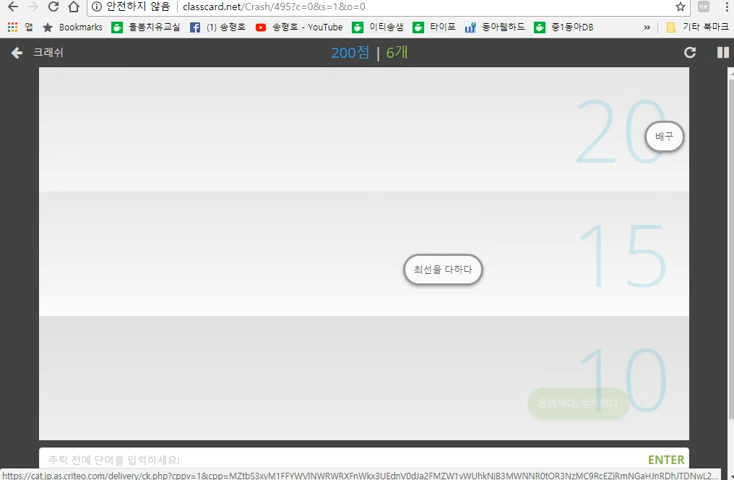 안전하지 않음 | classcard.net/Crash/495?c=0&s=1&o=0
앱 Bookmarks 돌봄치유교실 (1) 송형호 송형호 - YouTube 이티송샘 타이포 동아웹하드 중1동아DB » 기타 북마크
크래쉬 200점 | 6개
20
배구
15
최선을 다하다
10
추락 전에 단어를 입력하세요! ENTER